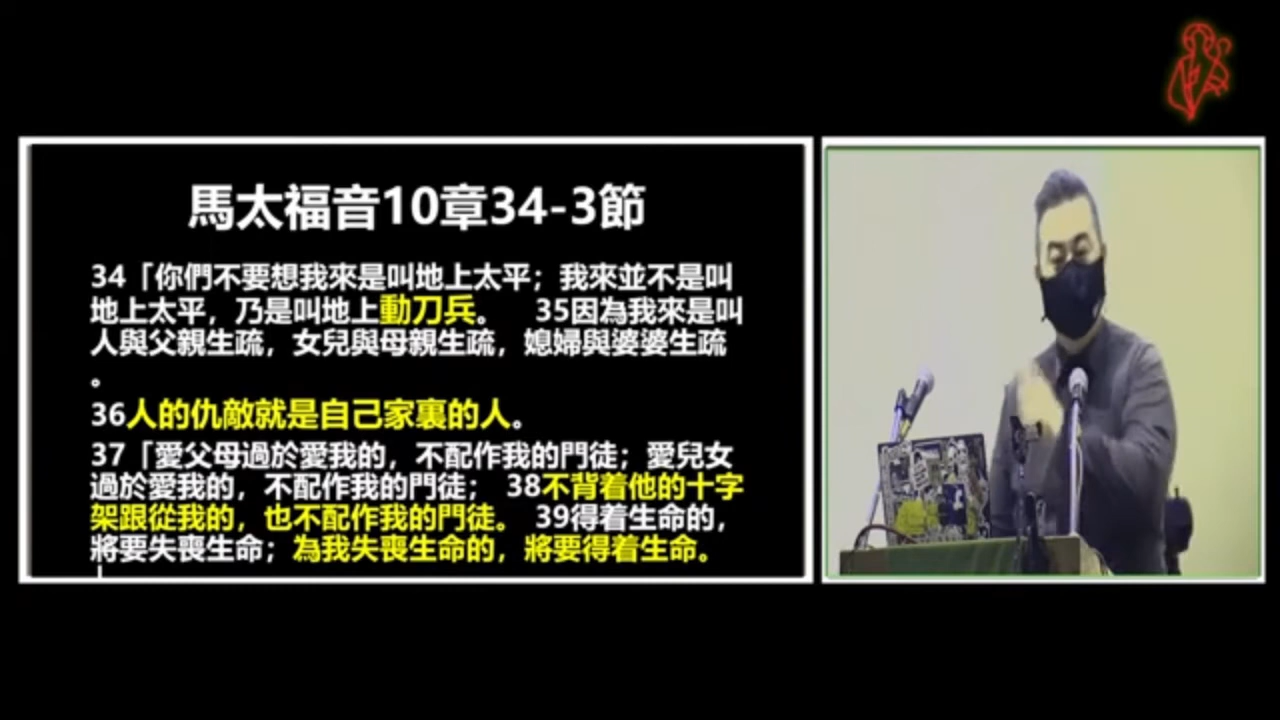 馬太福音10章34-3節
34「你們不要想我來是叫地上太平；我來並不是叫
地上太平，乃是叫地上動刀兵。 35因為我來是叫
人與父親生疏，女兒與母親生疏，媳婦與婆婆生疏
。
36人的仇敵就是自己家裏的人。
37「愛父母過於愛我的，不配作我的門徒；愛兒女
過於愛我的，不配作我的門徒； 38不背着他的十字
架跟從我的，也不配作我的門徒。 39得着生命的，
將要失喪生命；為我失喪生命的，將要得着生命。